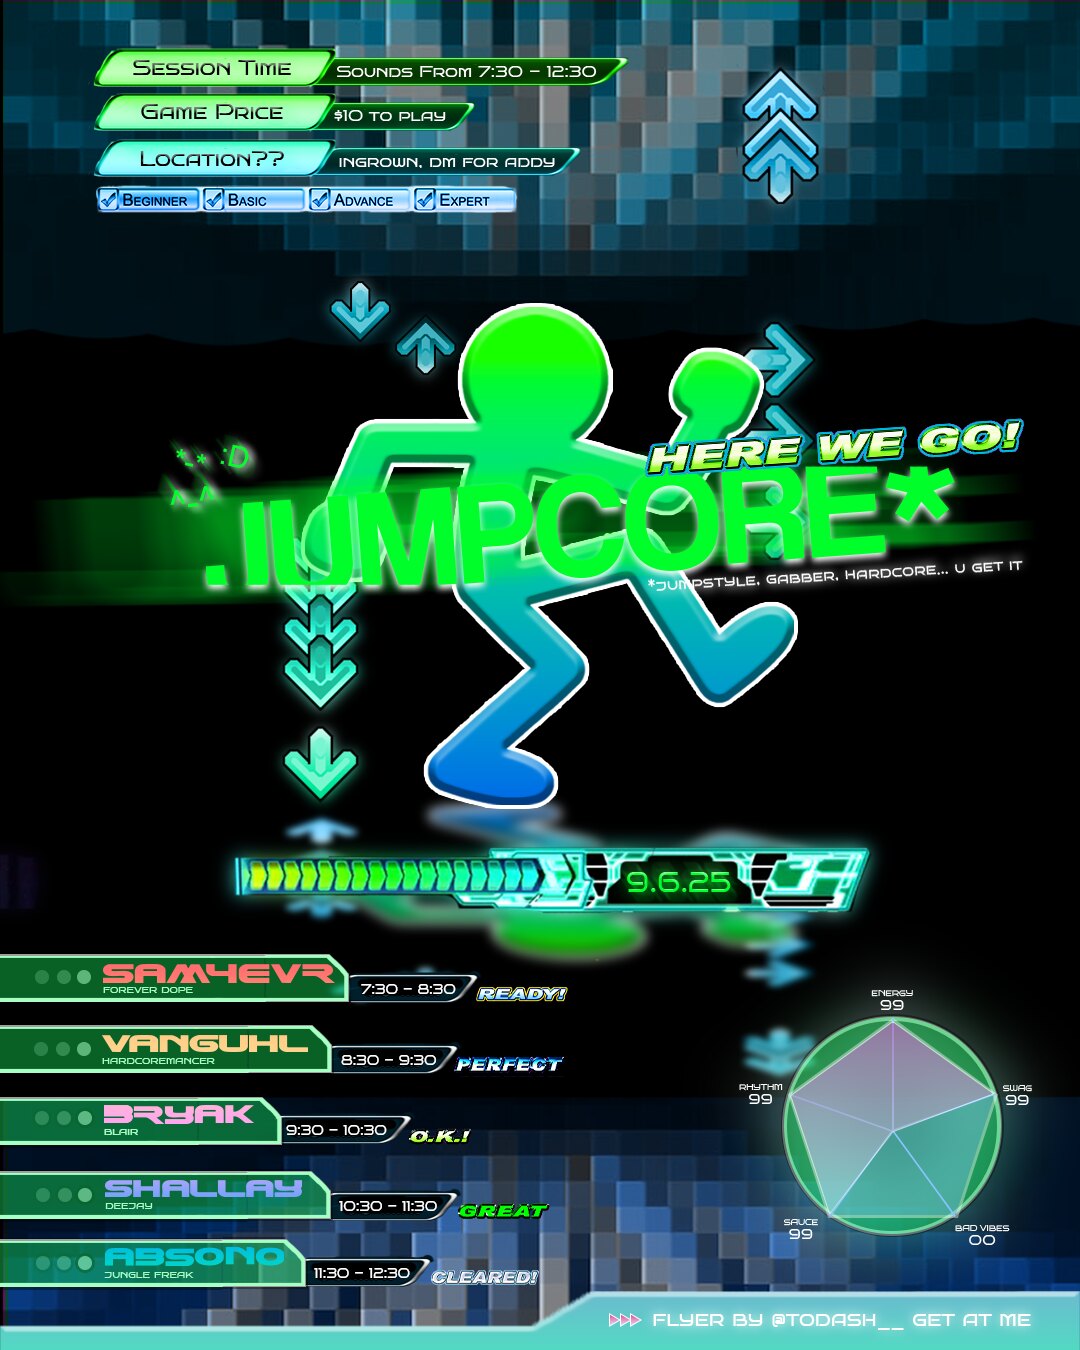 Session Time
Sounds From 7:30 - 12:30
Game Price
$10 to play
Location??
ingrown, dm for addy
Beginner
Basic
Advance
Expert
*-* :D
^_^
HERE WE GO!
.JUMPCORE*
*jumpstyle, gabber, hardcore... u get it
9.6.25
SAM4EVR
FOREVER DOPE
7:30 - 8:30
READY!
VANGUHL
HARDCOREMANCER
8:30 - 9:30
PERFECT
BRYAK
BLAIR
9:30 - 10:30
O.K.!
SHALLAY
DEEJAY
10:30 - 11:30
GREAT
ABSONO
JUNGLE FREAK
11:30 - 12:30
CLEARED!
ENERGY
99
RHYTHM
99
SWAG
99
SAUCE
99
BAD VIBES
00
FLYER BY @TODASH__ GET AT ME